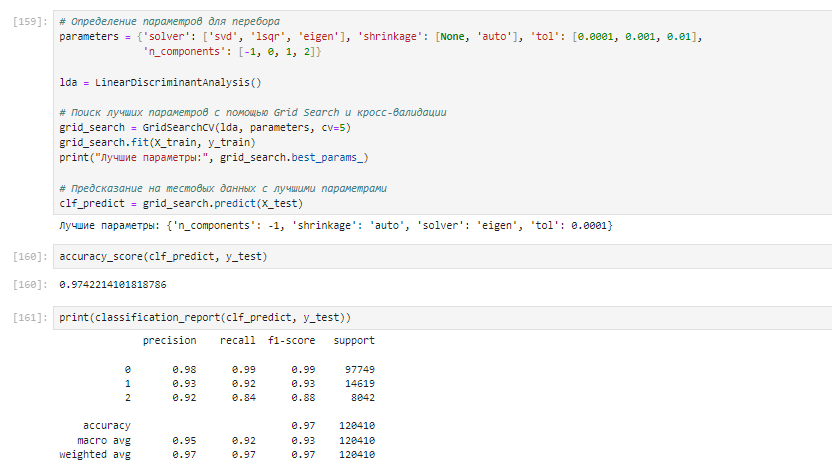 [159]: # Определение параметров для перебора
parameters = {'solver': ['svd', 'lsqr', 'eigen'], 'shrinkage': [None, 'auto'], 'tol': [0.0001, 0.001, 0.01],
'n_components': [-1, 0, 1, 2]}
lda = LinearDiscriminantAnalysis()
# Поиск лучших параметров с помощью Grid Search и кросс-валидации
grid_search = GridSearchCV(lda, parameters, cv=5)
grid_search.fit(X_train, y_train)
print("Лучшие параметры:", grid_search.best_params_)
# Предсказание на тестовых данных с лучшими параметрами
clf_predict = grid_search.predict(X_test)
Лучшие параметры: {'n_components': -1, 'shrinkage': 'auto', 'solver': 'eigen', 'tol': 0.0001}
[160]: accuracy_score(clf_predict, y_test)
[160]: 0.9742214101818786
[161]: print(classification_report(clf_predict, y_test))
precision recall f1-score support
0 0.98 0.99 0.99 97749
1 0.93 0.92 0.93 14619
2 0.92 0.84 0.88 8042
accuracy 0.97 120410
macro avg 0.95 0.92 0.93 120410
weighted avg 0.97 0.97 0.97 120410